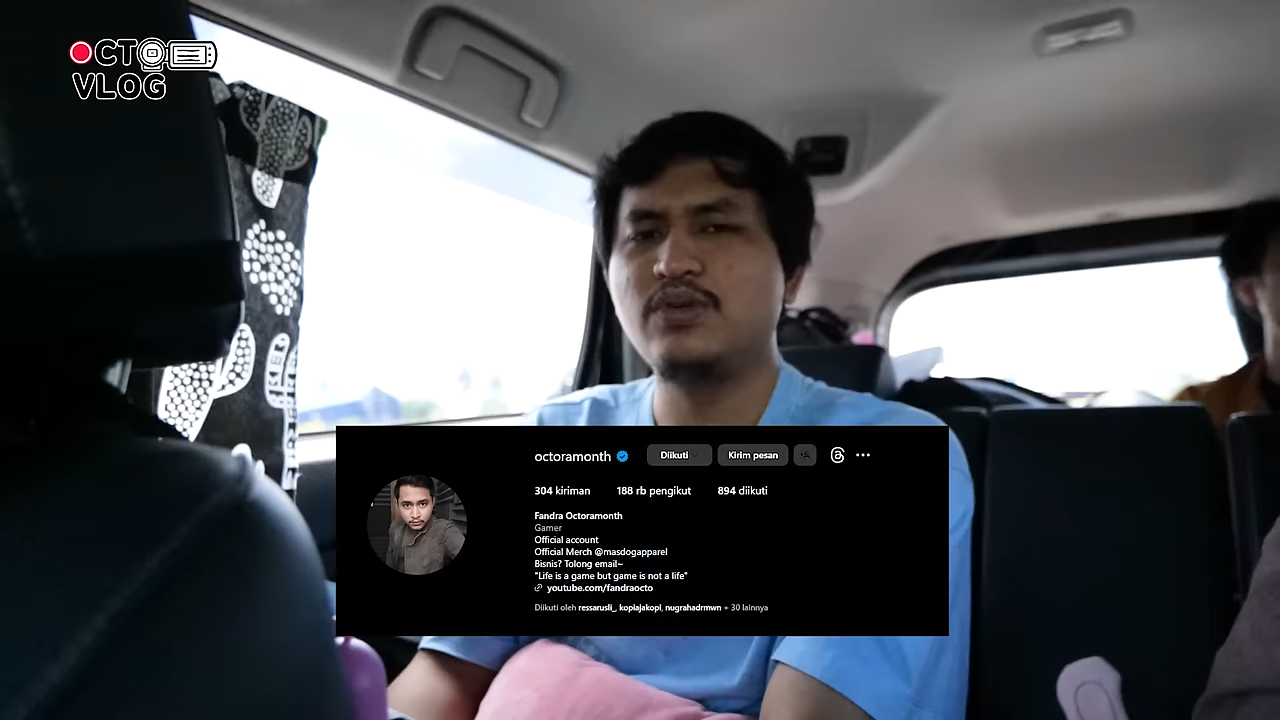 OCTO
VLOG
octoramonth Diikuti Kirim pesan
304 kiriman 188 rb pengikut 894 diikuti
Fandra Octoramonth
Gamer
Official account
Official Merch @masdogapparel
Bisnis? Tolong email~
"Life is a game but game is not a life"
youtube.com/fandraocto
Diikuti oleh ressarusli_, kopiajakopi, nugrahadrmwn + 30 lainnya